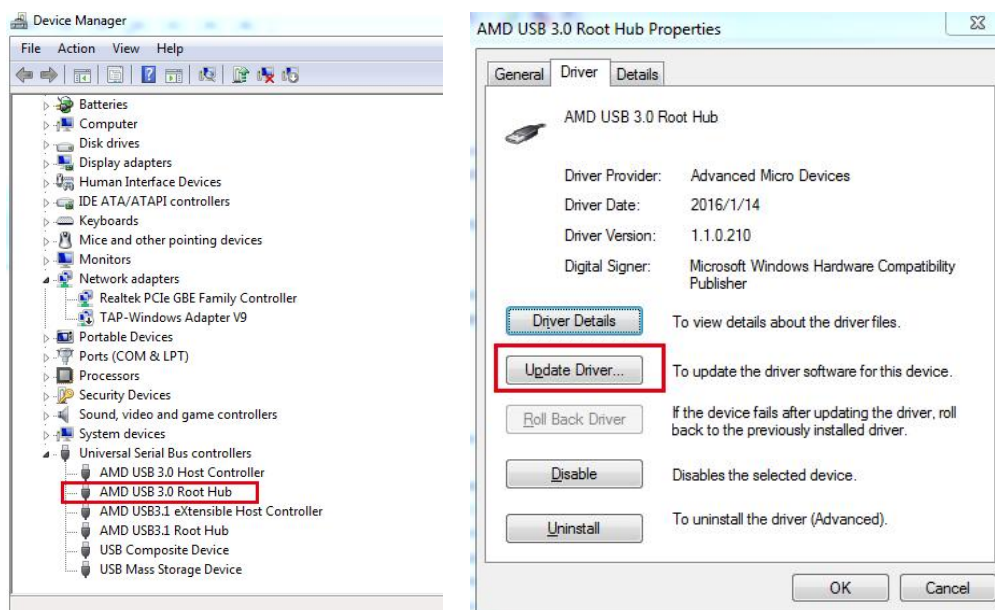 Device Manager
File Action View Help
Batteries
Computer
Disk drives
Display adapters
Human Interface Devices
IDE ATA/ATAPI controllers
Keyboards
Mice and other pointing devices
Monitors
Network adapters
Realtek PCIe GBE Family Controller
TAP-Windows Adapter V9
Portable Devices
Ports (COM & LPT)
Processors
Security Devices
Sound, video and game controllers
System devices
Universal Serial Bus controllers
AMD USB 3.0 Host Controller
AMD USB 3.0 Root Hub
AMD USB3.1 eXtensible Host Controller
AMD USB3.1 Root Hub
USB Composite Device
USB Mass Storage Device
AMD USB 3.0 Root Hub Properties
General Driver Details
AMD USB 3.0 Root Hub
Driver Provider: Advanced Micro Devices
Driver Date: 2016/1/14
Driver Version: 1.1.0.210
Digital Signer: Microsoft Windows Hardware Compatibility
Publisher
Driver Details To view details about the driver files.
Update Driver... To update the driver software for this device.
Roll Back Driver If the device fails after updating the driver, roll
back to the previously installed driver.
Disable Disables the selected device.
Uninstall To uninstall the driver (Advanced).
OK Cancel